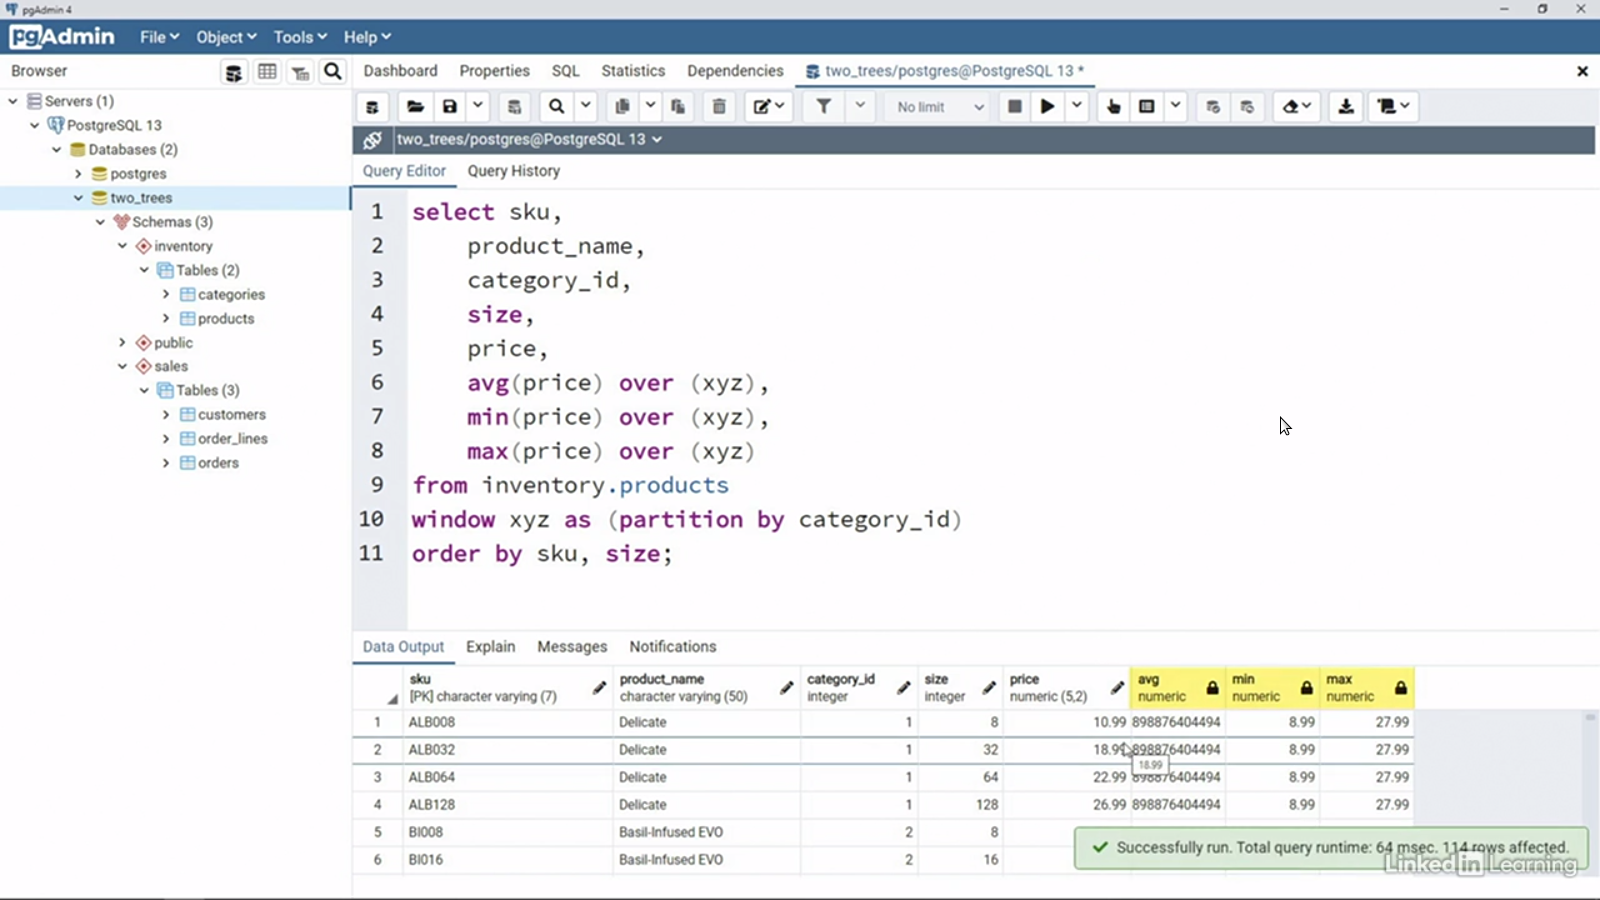 pgAdmin 4
pgAdmin File Object Tools Help
Browser
Dashboard Properties SQL Statistics Dependencies two_trees/postgres@PostgreSQL 13 *
No limit
two_trees/postgres@PostgreSQL 13
Servers (1)
PostgreSQL 13
Databases (2)
postgres
two_trees
Schemas (3)
inventory
Tables (2)
categories
products
public
sales
Tables (3)
customers
order_lines
orders
Query Editor Query History
1 select sku,
2 product_name,
3 category_id,
4 size,
5 price,
6 avg(price) over (xyz),
7 min(price) over (xyz),
8 max(price) over (xyz)
9 from inventory.products
10 window xyz as (partition by category_id)
11 order by sku, size;
Data Output Explain Messages Notifications
sku product_name category_id size price avg min max
[PK] character varying (7) character varying (50) integer integer numeric (5,2) numeric numeric numeric
1 ALB008 Delicate 1 8 10.99 898876404494 8.99 27.99
2 ALB032 Delicate 1 32 18.99 898876404494 8.99 27.99
18.99
3 ALB064 Delicate 1 64 22.99 898876404494 8.99 27.99
4 ALB128 Delicate 1 128 26.99 898876404494 8.99 27.99
5 BI008 Basil-Infused EVO 2 8
6 BI016 Basil-Infused EVO 2 16
Successfully run. Total query runtime: 64 msec. 114 rows affected.
LinkedIn Learning